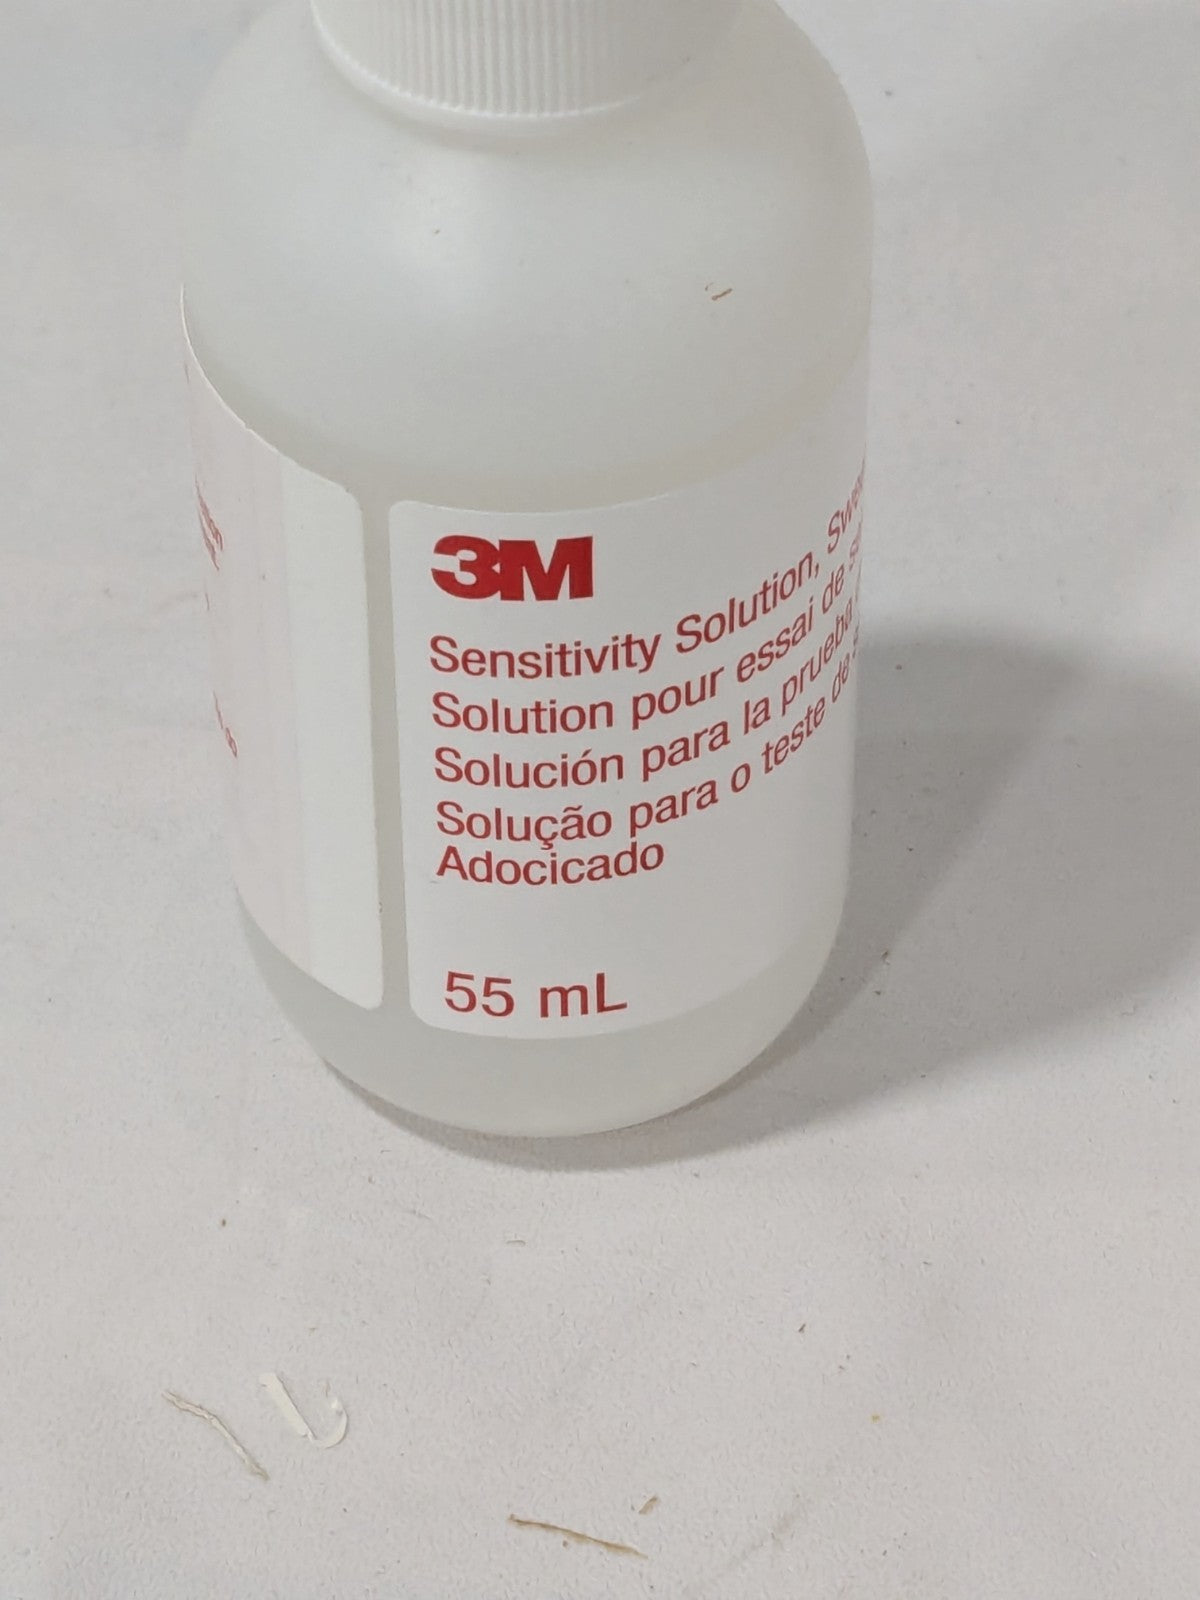 3M
Sensitivity Solution,
Solution pour essai de
Solución para la prueba
Solução para o teste de
Adocicado
55 mL